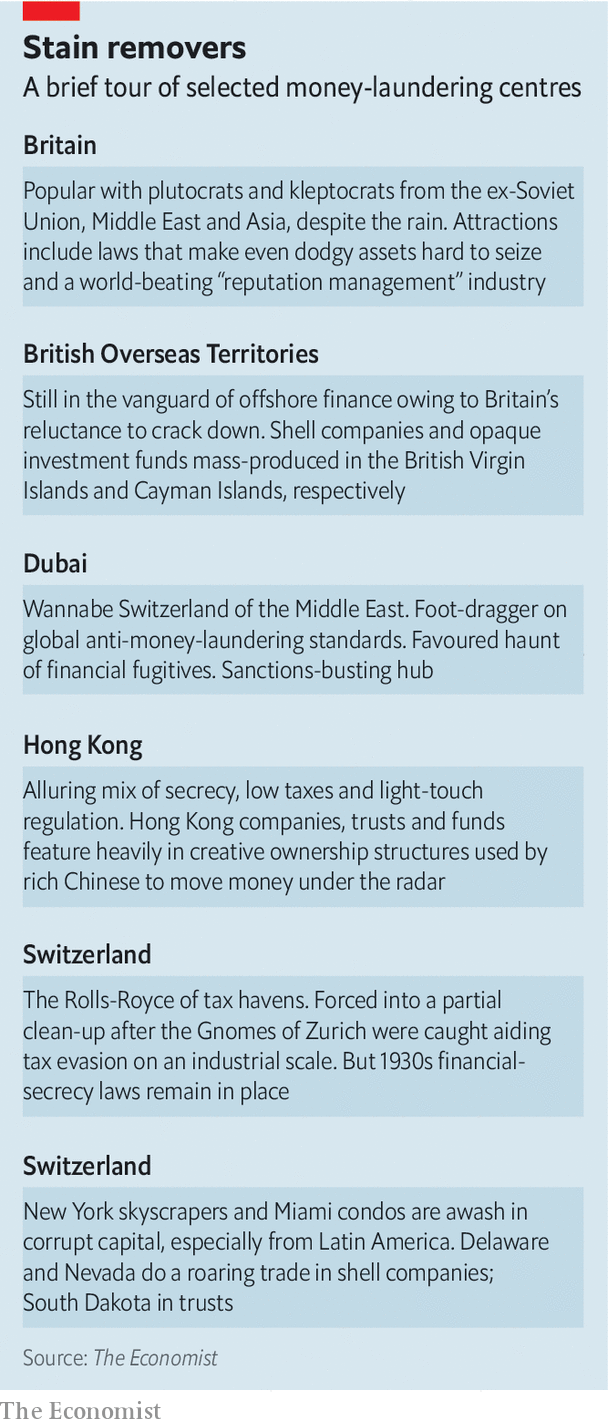 Stain removers
A brief tour of selected money-laundering centres
Britain
Popular with plutocrats and kleptocrats from the ex-Soviet
Union, Middle East and Asia, despite the rain. Attractions
include laws that make even dodgy assets hard to seize
and a world-beating “reputation management” industry
British Overseas Territories
Still in the vanguard of offshore finance owing to Britain’s
reluctance to crack down. Shell companies and opaque
investment funds mass-produced in the British Virgin
Islands and Cayman Islands, respectively
Dubai
Wannabe Switzerland of the Middle East. Foot-dragger on
global anti-money-laundering standards. Favoured haunt
of financial fugitives. Sanctions-busting hub
Hong Kong
Alluring mix of secrecy, low taxes and light-touch
regulation. Hong Kong companies, trusts and funds
feature heavily in creative ownership structures used by
rich Chinese to move money under the radar
Switzerland
The Rolls-Royce of tax havens. Forced into a partial
clean-up after the Gnomes of Zurich were caught aiding
tax evasion on an industrial scale. But 1930s financial-
secrecy laws remain in place
Switzerland
New York skyscrapers and Miami condos are awash in
corrupt capital, especially from Latin America. Delaware
and Nevada do a roaring trade in shell companies;
South Dakota in trusts
Source: The Economist
The Economist